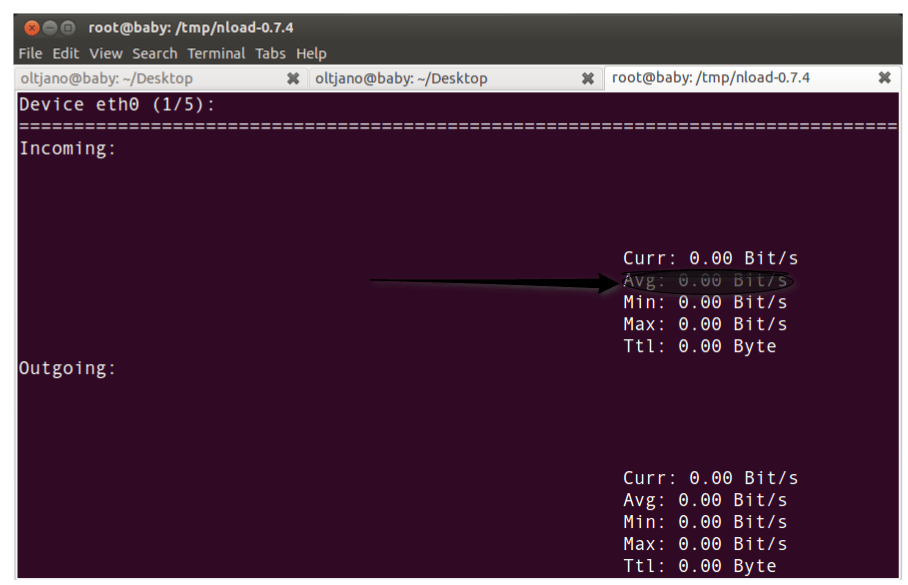 root@baby: /tmp/nload-0.7.4
File Edit View Search Terminal Tabs Help
oltjano@baby: ~/Desktop oltjano@baby: ~/Desktop root@baby: /tmp/nload-0.7.4
Device eth0 (1/5):
================================================================================
Incoming:
Curr: 0.00 Bit/s
Avg: 0.00 Bit/s
Min: 0.00 Bit/s
Max: 0.00 Bit/s
Ttl: 0.00 Byte
Outgoing:
Curr: 0.00 Bit/s
Avg: 0.00 Bit/s
Min: 0.00 Bit/s
Max: 0.00 Bit/s
Ttl: 0.00 Byte